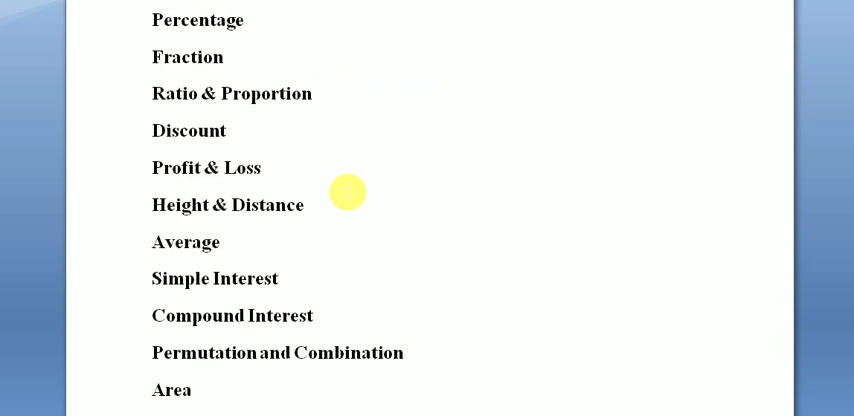 Percentage
Fraction
Ratio & Proportion
Discount
Profit & Loss
Height & Distance
Average
Simple Interest
Compound Interest
Permutation and Combination
Area